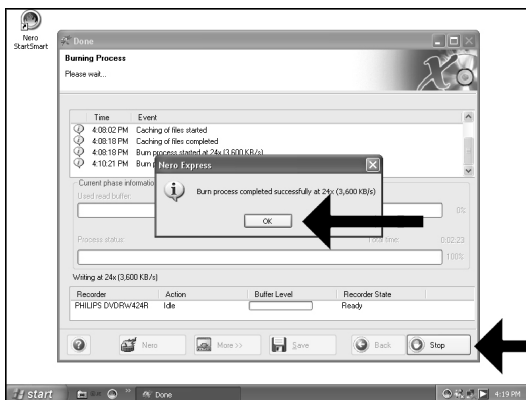 Nero
StartSmart
Done
Burning Process
Please wait...
Time Event
4:08:02 PM Caching of files started
4:08:18 PM Caching of files completed
4:08:18 PM Burn process started at 24x (3,600 KB/s)
4:10:21 PM Burn
Nero Express
Burn process completed successfully at 24x (3,600 KB/s)
OK
Current phase information
Used read buffer:
0%
Process status: Total time: 0:02:23
100%
Writing at 24x (3,600 KB/s)
Recorder Action Buffer Level Recorder State
PHILIPS DVDRW424R Idle Ready
Nero More >> Save Back Stop
start Done 4:19 PM